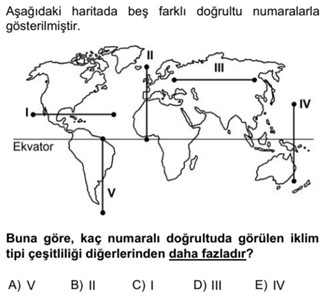 Aşağıdaki haritada beş farklı doğrultu numaralarla
gösterilmiştir.
II
III
I
IV
Ekvator
V
Buna göre, kaç numaralı doğrultuda görülen iklim
tipi çeşitliliği diğerlerinden daha fazladır?
A) V B) II C) I D) III E) IV